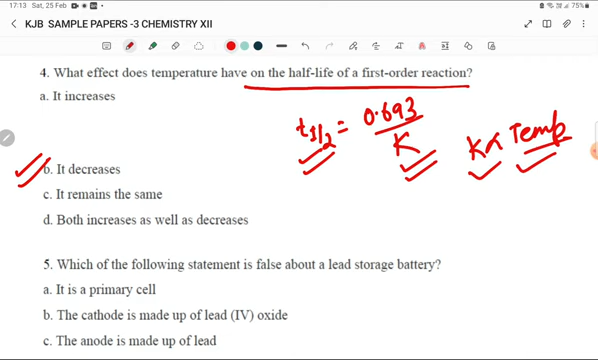 17:13 Sat, 25 Feb
75%
KJB SAMPLE PAPERS -3 CHEMISTRY XII
4. What effect does temperature have on the half-life of a first-order reaction?
a. It increases
t1/2 = 0.693/K
K∝ Temp
b. It decreases
c. It remains the same
d. Both increases as well as decreases
5. Which of the following statement is false about a lead storage battery?
a. It is a primary cell
b. The cathode is made up of lead (IV) oxide
c. The anode is made up of lead